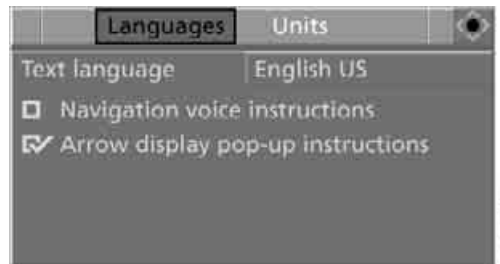 Languages Units
Text language English US
Navigation voice instructions
Arrow display pop-up instructions